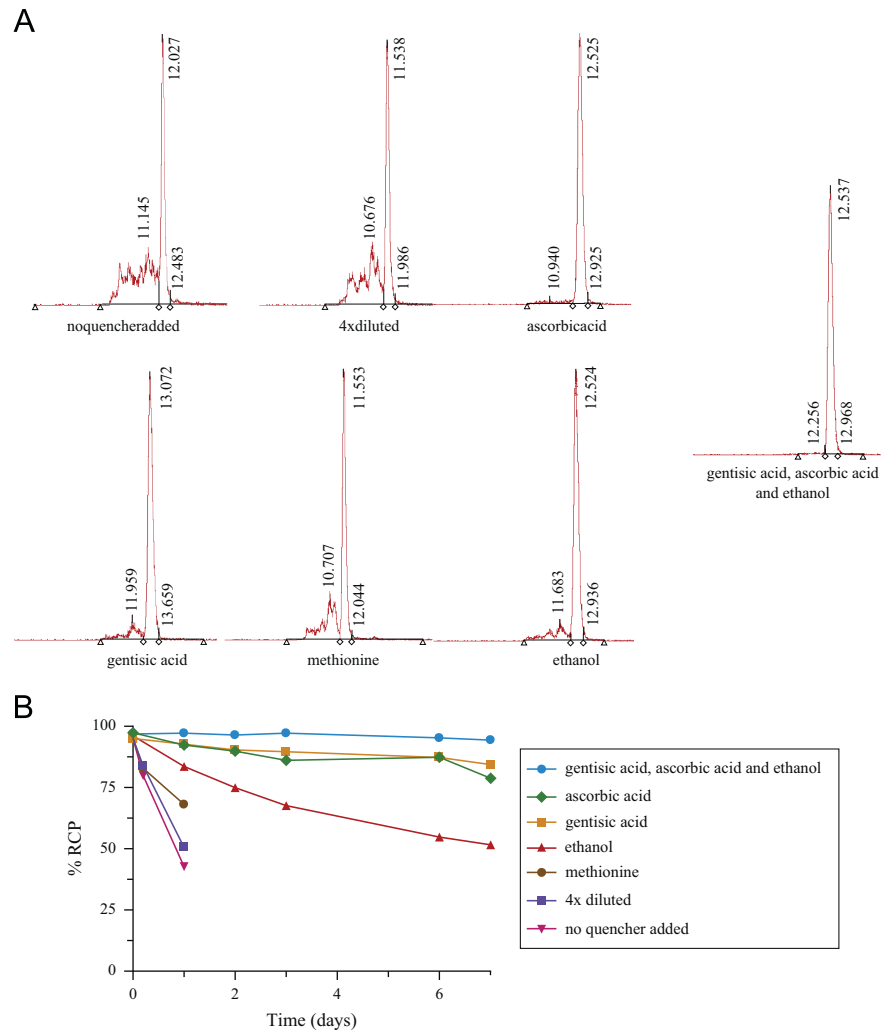 A
11.145
12.027
12.483
noquencheradded
10.676
11.538
11.986
4xdiluted
10.940
12.525
12.925
ascorbicacid
12.256
12.537
12.968
gentisic acid, ascorbic acid
and ethanol
11.959
13.072
13.659
gentisic acid
10.707
11.553
12.044
methionine
11.683
12.524
12.936
ethanol
B
% RCP
100
75
50
25
0
0
2
4
6
Time (days)
gentisic acid, ascorbic acid and ethanol
ascorbic acid
gentisic acid
ethanol
methionine
4x diluted
no quencher added